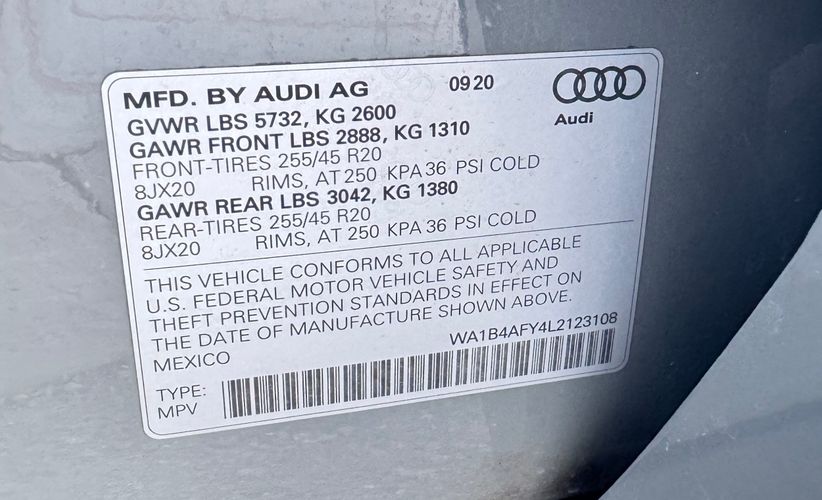 MFD. BY AUDI AG 09 20
Audi
GVWR LBS 5732, KG 2600
GAWR FRONT LBS 2888, KG 1310
FRONT-TIRES 255/45 R20
8JX20 RIMS, AT 250 KPA 36 PSI COLD
GAWR REAR LBS 3042, KG 1380
REAR-TIRES 255/45 R20
8JX20 RIMS, AT 250 KPA 36 PSI COLD
THIS VEHICLE CONFORMS TO ALL APPLICABLE
U.S. FEDERAL MOTOR VEHICLE SAFETY AND
THEFT PREVENTION STANDARDS IN EFFECT ON
THE DATE OF MANUFACTURE SHOWN ABOVE.
MEXICO WA1B4AFY4L2123108
TYPE:
MPV